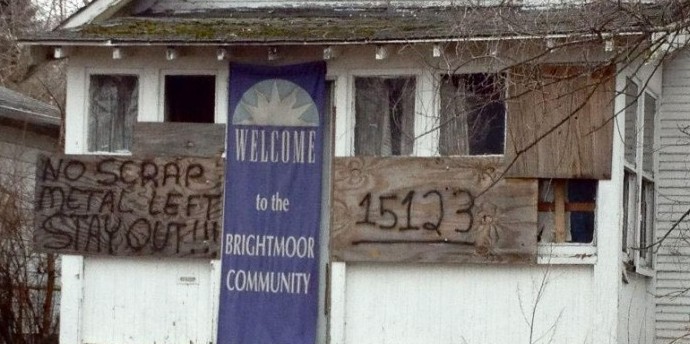 NO SCRAP
METAL LEFT
STAY OUT!!!
WELCOME
to the
BRIGHTMOOR
COMMUNITY
15123